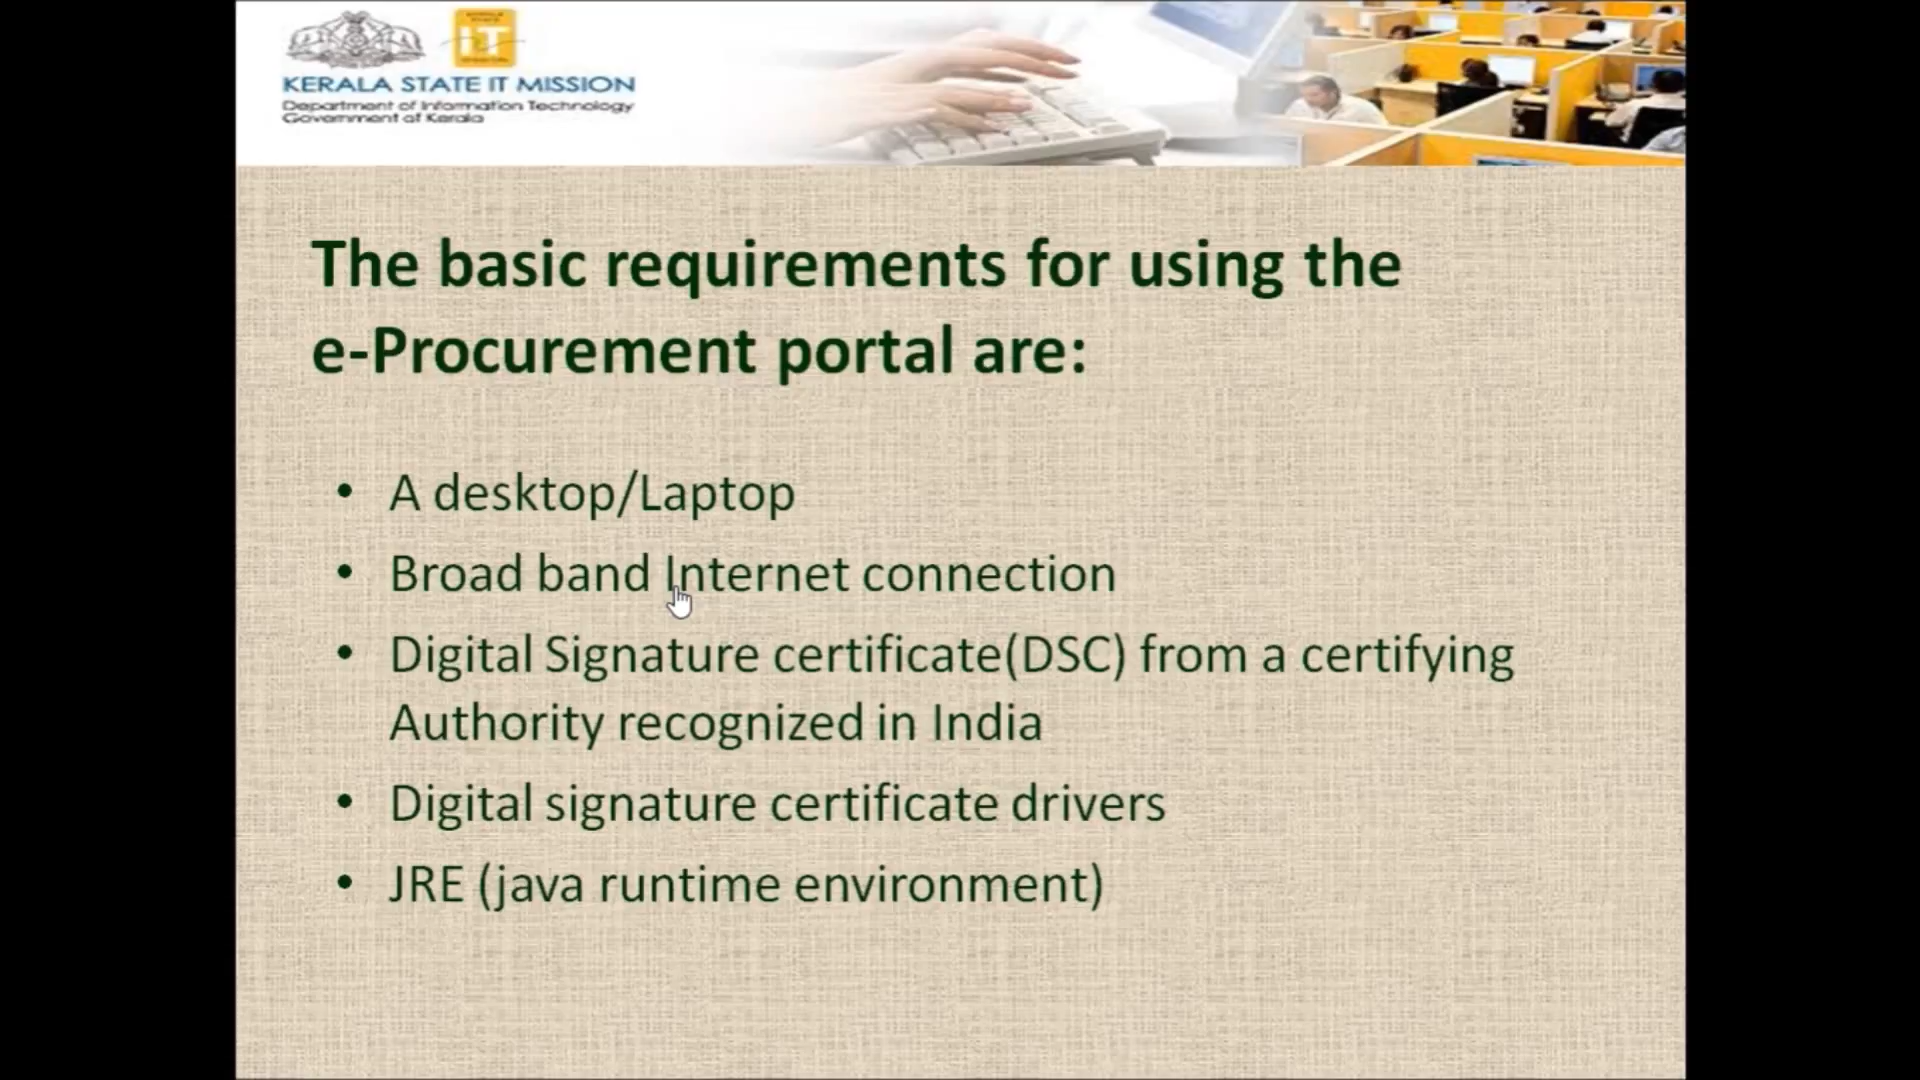 IT
KERALA STATE IT MISSION
Department of Information Technology
Government of Kerala
The basic requirements for using the
e-Procurement portal are:
• A desktop/Laptop
• Broad band Internet connection
• Digital Signature certificate(DSC) from a certifying
Authority recognized in India
• Digital signature certificate drivers
• JRE (java runtime environment)